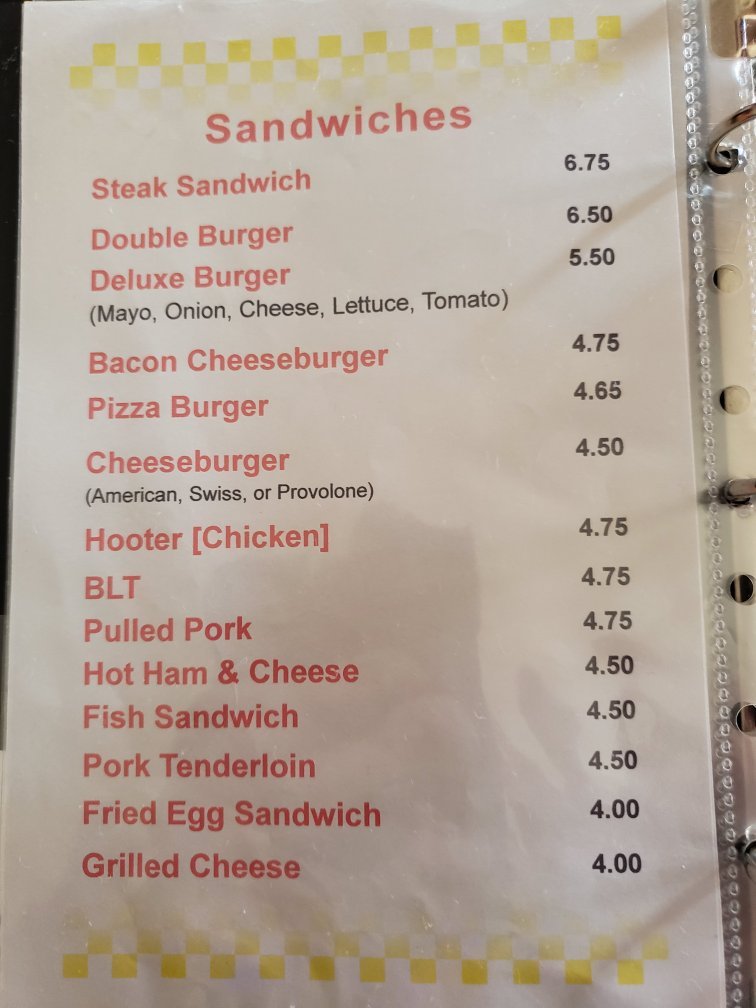 Sandwiches
Steak Sandwich 6.75
Double Burger 6.50
Deluxe Burger 5.50
(Mayo, Onion, Cheese, Lettuce, Tomato)
Bacon Cheeseburger 4.75
Pizza Burger 4.65
Cheeseburger 4.50
(American, Swiss, or Provolone)
Hooter [Chicken] 4.75
BLT 4.75
Pulled Pork 4.75
Hot Ham & Cheese 4.50
Fish Sandwich 4.50
Pork Tenderloin 4.50
Fried Egg Sandwich 4.00
Grilled Cheese 4.00